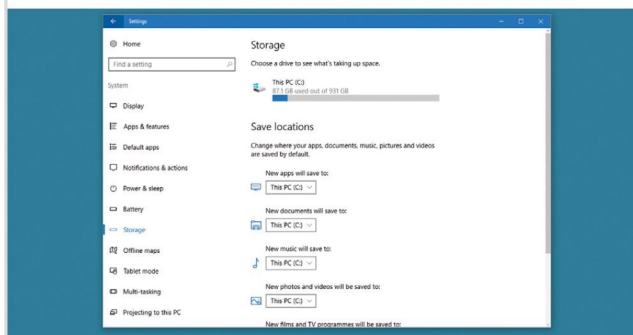 Settings
Home
Find a setting
System
Display
Apps & features
Default apps
Notifications & actions
Power & sleep
Battery
Storage
Offline maps
Tablet mode
Multi-tasking
Projecting to this PC
Storage
Choose a drive to see what's taking up space.
This PC (C:)
87.1 GB used out of 931 GB
Save locations
Change where your apps, documents, music, pictures and videos
are saved by default.
New apps will save to:
This PC (C:)
New documents will save to:
This PC (C:)
New music will save to:
This PC (C:)
New photos and videos will be saved to:
This PC (C:)
New films and TV programmes will be saved to: